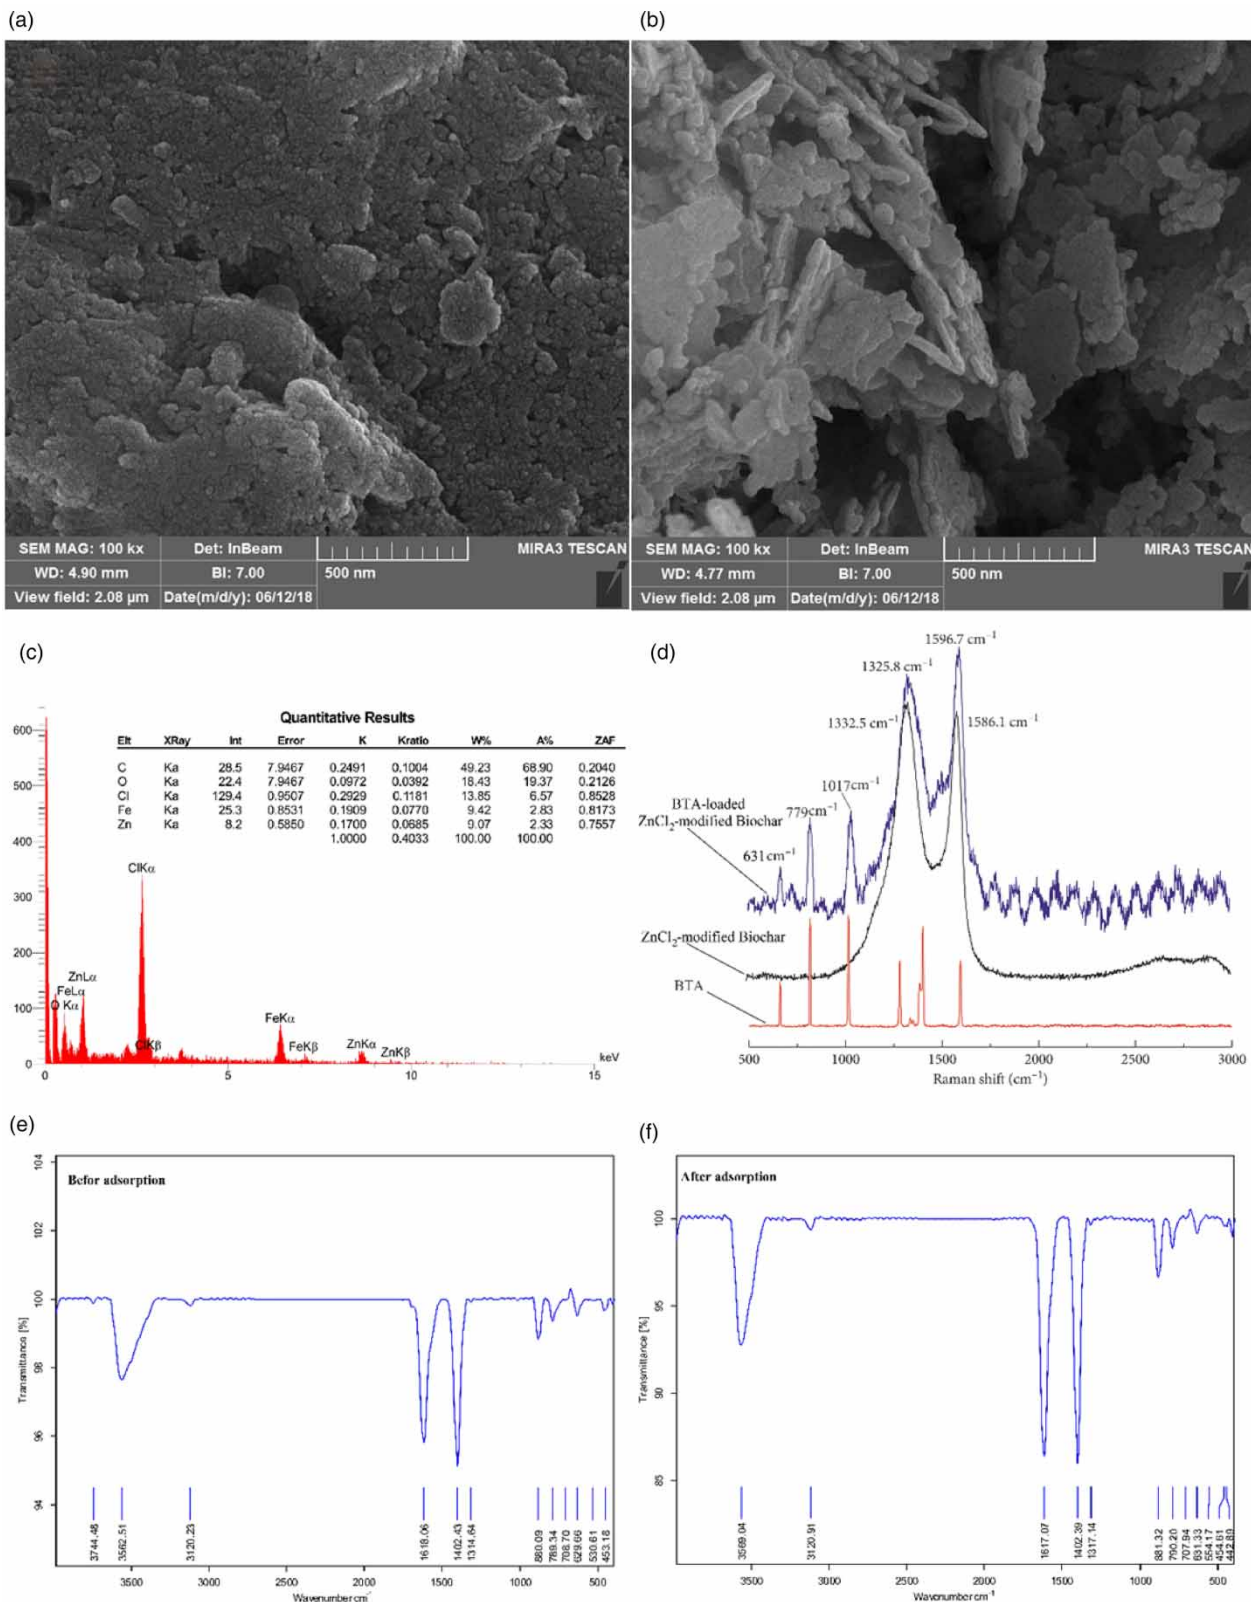 (a)
(b)
SEM MAG: 100 kx
Det: InBeam
MIRA3 TESCAN
WD: 4.90 mm
BI: 7.00
500 nm
View field: 2.08 µm
Date(m/d/y): 06/12/18
SEM MAG: 100 kx
Det: InBeam
MIRA3 TESCAN
WD: 4.77 mm
BI: 7.00
500 nm
View field: 2.08 µm
Date(m/d/y): 06/12/18
(c)
Quantitative Results
Elt XRay Int Error K Kratio W% A% ZAF
C Ka 28.5 7.9467 0.2491 0.1004 49.23 68.90 0.2040
O Ka 22.4 7.9467 0.0972 0.0392 18.43 19.37 0.2126
Cl Ka 129.4 0.9507 0.2929 0.1181 13.85 6.57 0.8528
Fe Ka 25.3 0.8531 0.1909 0.0770 9.42 2.83 0.8173
Zn Ka 8.2 0.5850 0.1700 0.0685 9.07 2.33 0.7557
1.0000 0.4033 100.00 100.00
600
500
400
300
200
100
0
ClKα
ZnLα
FeLα
O Kα
ClKβ
FeKα
FeKβ
ZnKα
ZnKβ
keV
0 5 10 15
(d)
1596.7 cm⁻¹
1325.8 cm⁻¹
1332.5 cm⁻¹
1586.1 cm⁻¹
1017cm⁻¹
779cm⁻¹
631cm⁻¹
BTA-loaded
ZnCl₂-modified Biochar
ZnCl₂-modified Biochar
BTA
500 1000 1500 2000 2500 3000
Raman shift (cm⁻¹)
(e)
Befor adsorption
Transmittance [%]
104
102
100
98
96
94
3744.48
3562.51
3120.23
1618.06
1402.43
1314.64
880.09
789.34
708.70
629.66
530.61
453.18
3500 3000 2500 2000 1500 1000 500
Wavenumber cm⁻¹
(f)
After adsorption
Transmittance [%]
100
95
90
85
3569.04
3120.91
1617.07
1402.39
1317.14
881.32
790.20
707.94
631.33
554.17
454.61
442.89
3500 3000 2500 2000 1500 1000 500
Wavenumber cm⁻¹